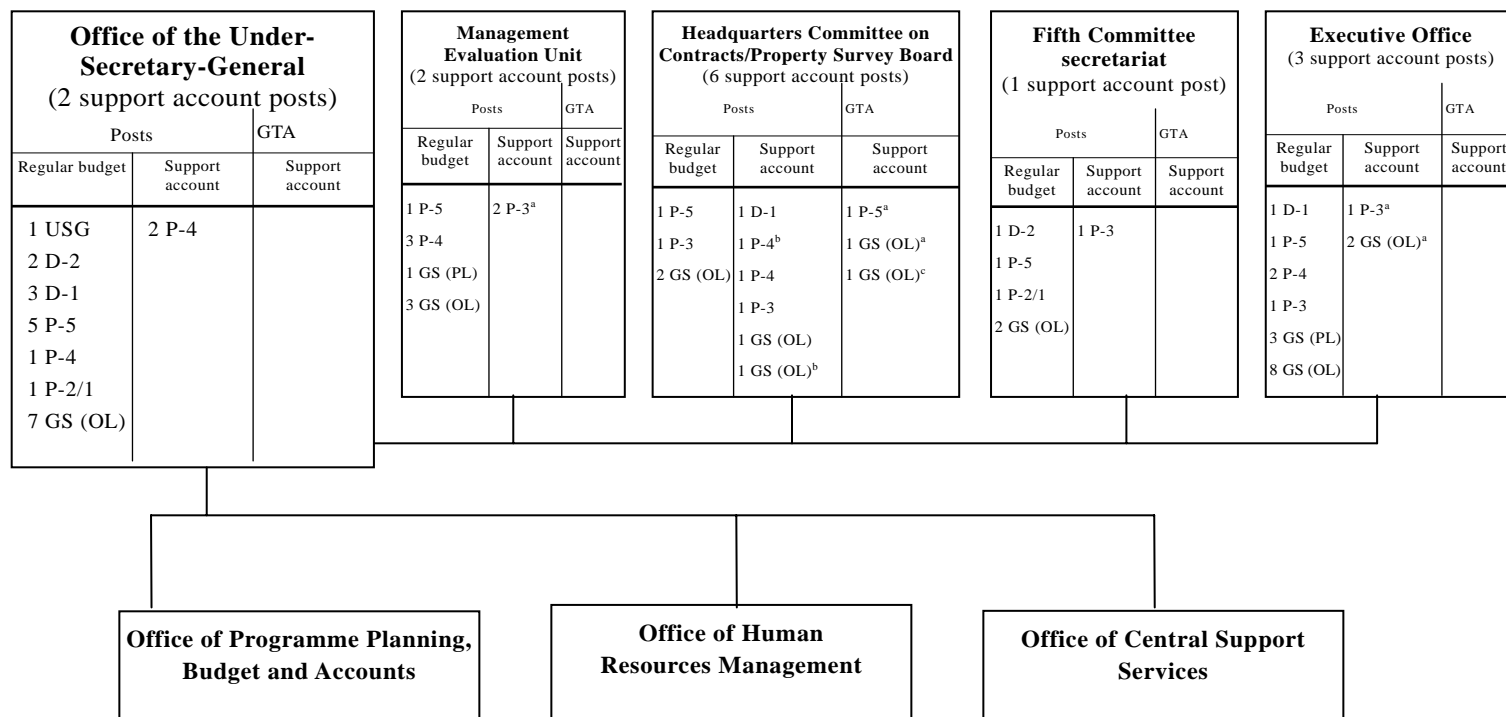 Office of the Under-
Secretary-General
(2 support account posts)
Posts
GTA
Regular budget
Support
account
Support
account
1 USG
2 D-2
3 D-1
5 P-5
1 P-4
1 P-2/1
7 GS (OL)
2 P-4
Management
Evaluation Unit
(2 support account posts)
Posts
GTA
Regular
budget
Support
account
Support
account
1 P-5
3 P-4
1 GS (PL)
3 GS (OL)
2 P-3ᵃ
Headquarters Committee on
Contracts/Property Survey Board
(6 support account posts)
Posts
GTA
Regular
budget
Support
account
Support
account
1 P-5
1 P-3
2 GS (OL)
1 D-1
1 P-4ᵇ
1 P-4
1 P-3
1 GS (OL)
1 GS (OL)ᵇ
1 P-5ᵃ
1 GS (OL)ᵃ
1 GS (OL)ᶜ
Fifth Committee
secretariat
(1 support account post)
Posts
GTA
Regular
budget
Support
account
Support
account
1 D-2
1 P-5
1 P-2/1
2 GS (OL)
1 P-3
Executive Office
(3 support account posts)
Posts
GTA
Regular
budget
Support
account
Support
account
1 D-1
1 P-5
2 P-4
1 P-3
3 GS (PL)
8 GS (OL)
1 P-3ᵃ
2 GS (OL)ᵃ
Office of Programme Planning,
Budget and Accounts
Office of Human
Resources Management
Office of Central Support
Services